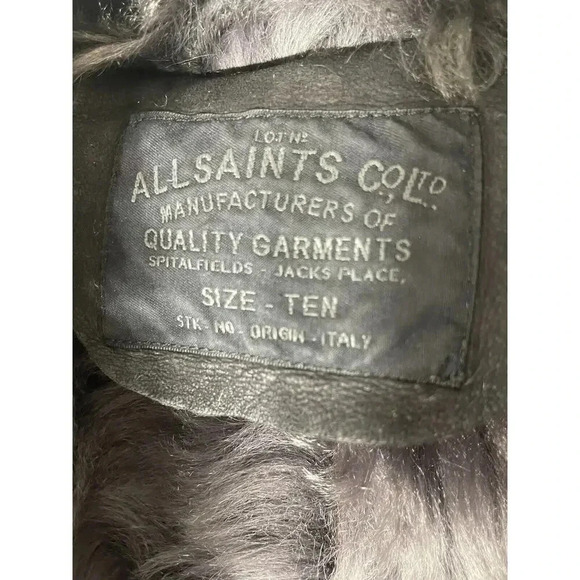 LOT Nº
ALLSAINTS CO., LTD.
MANUFACTURERS OF
QUALITY GARMENTS
SPITALFIELDS - JACKS PLACE,
SIZE - TEN
STK - NO - ORIGIN - ITALY